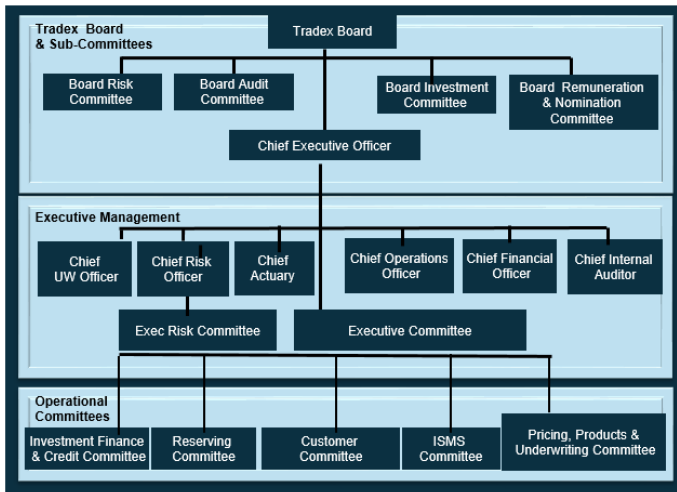 Tradex Board
& Sub-Committees
Tradex Board
Board Risk
Committee
Board Audit
Committee
Board Investment
Committee
Board Remuneration
& Nomination
Committee
Chief Executive Officer
Executive Management
Chief
UW Officer
Chief Risk
Officer
Chief
Actuary
Chief Operations
Officer
Chief Financial
Officer
Chief Internal
Auditor
Exec Risk Committee
Executive Committee
Operational
Committees
Investment Finance
& Credit Committee
Reserving
Committee
Customer
Committee
ISMS
Committee
Pricing, Products &
Underwriting Committee